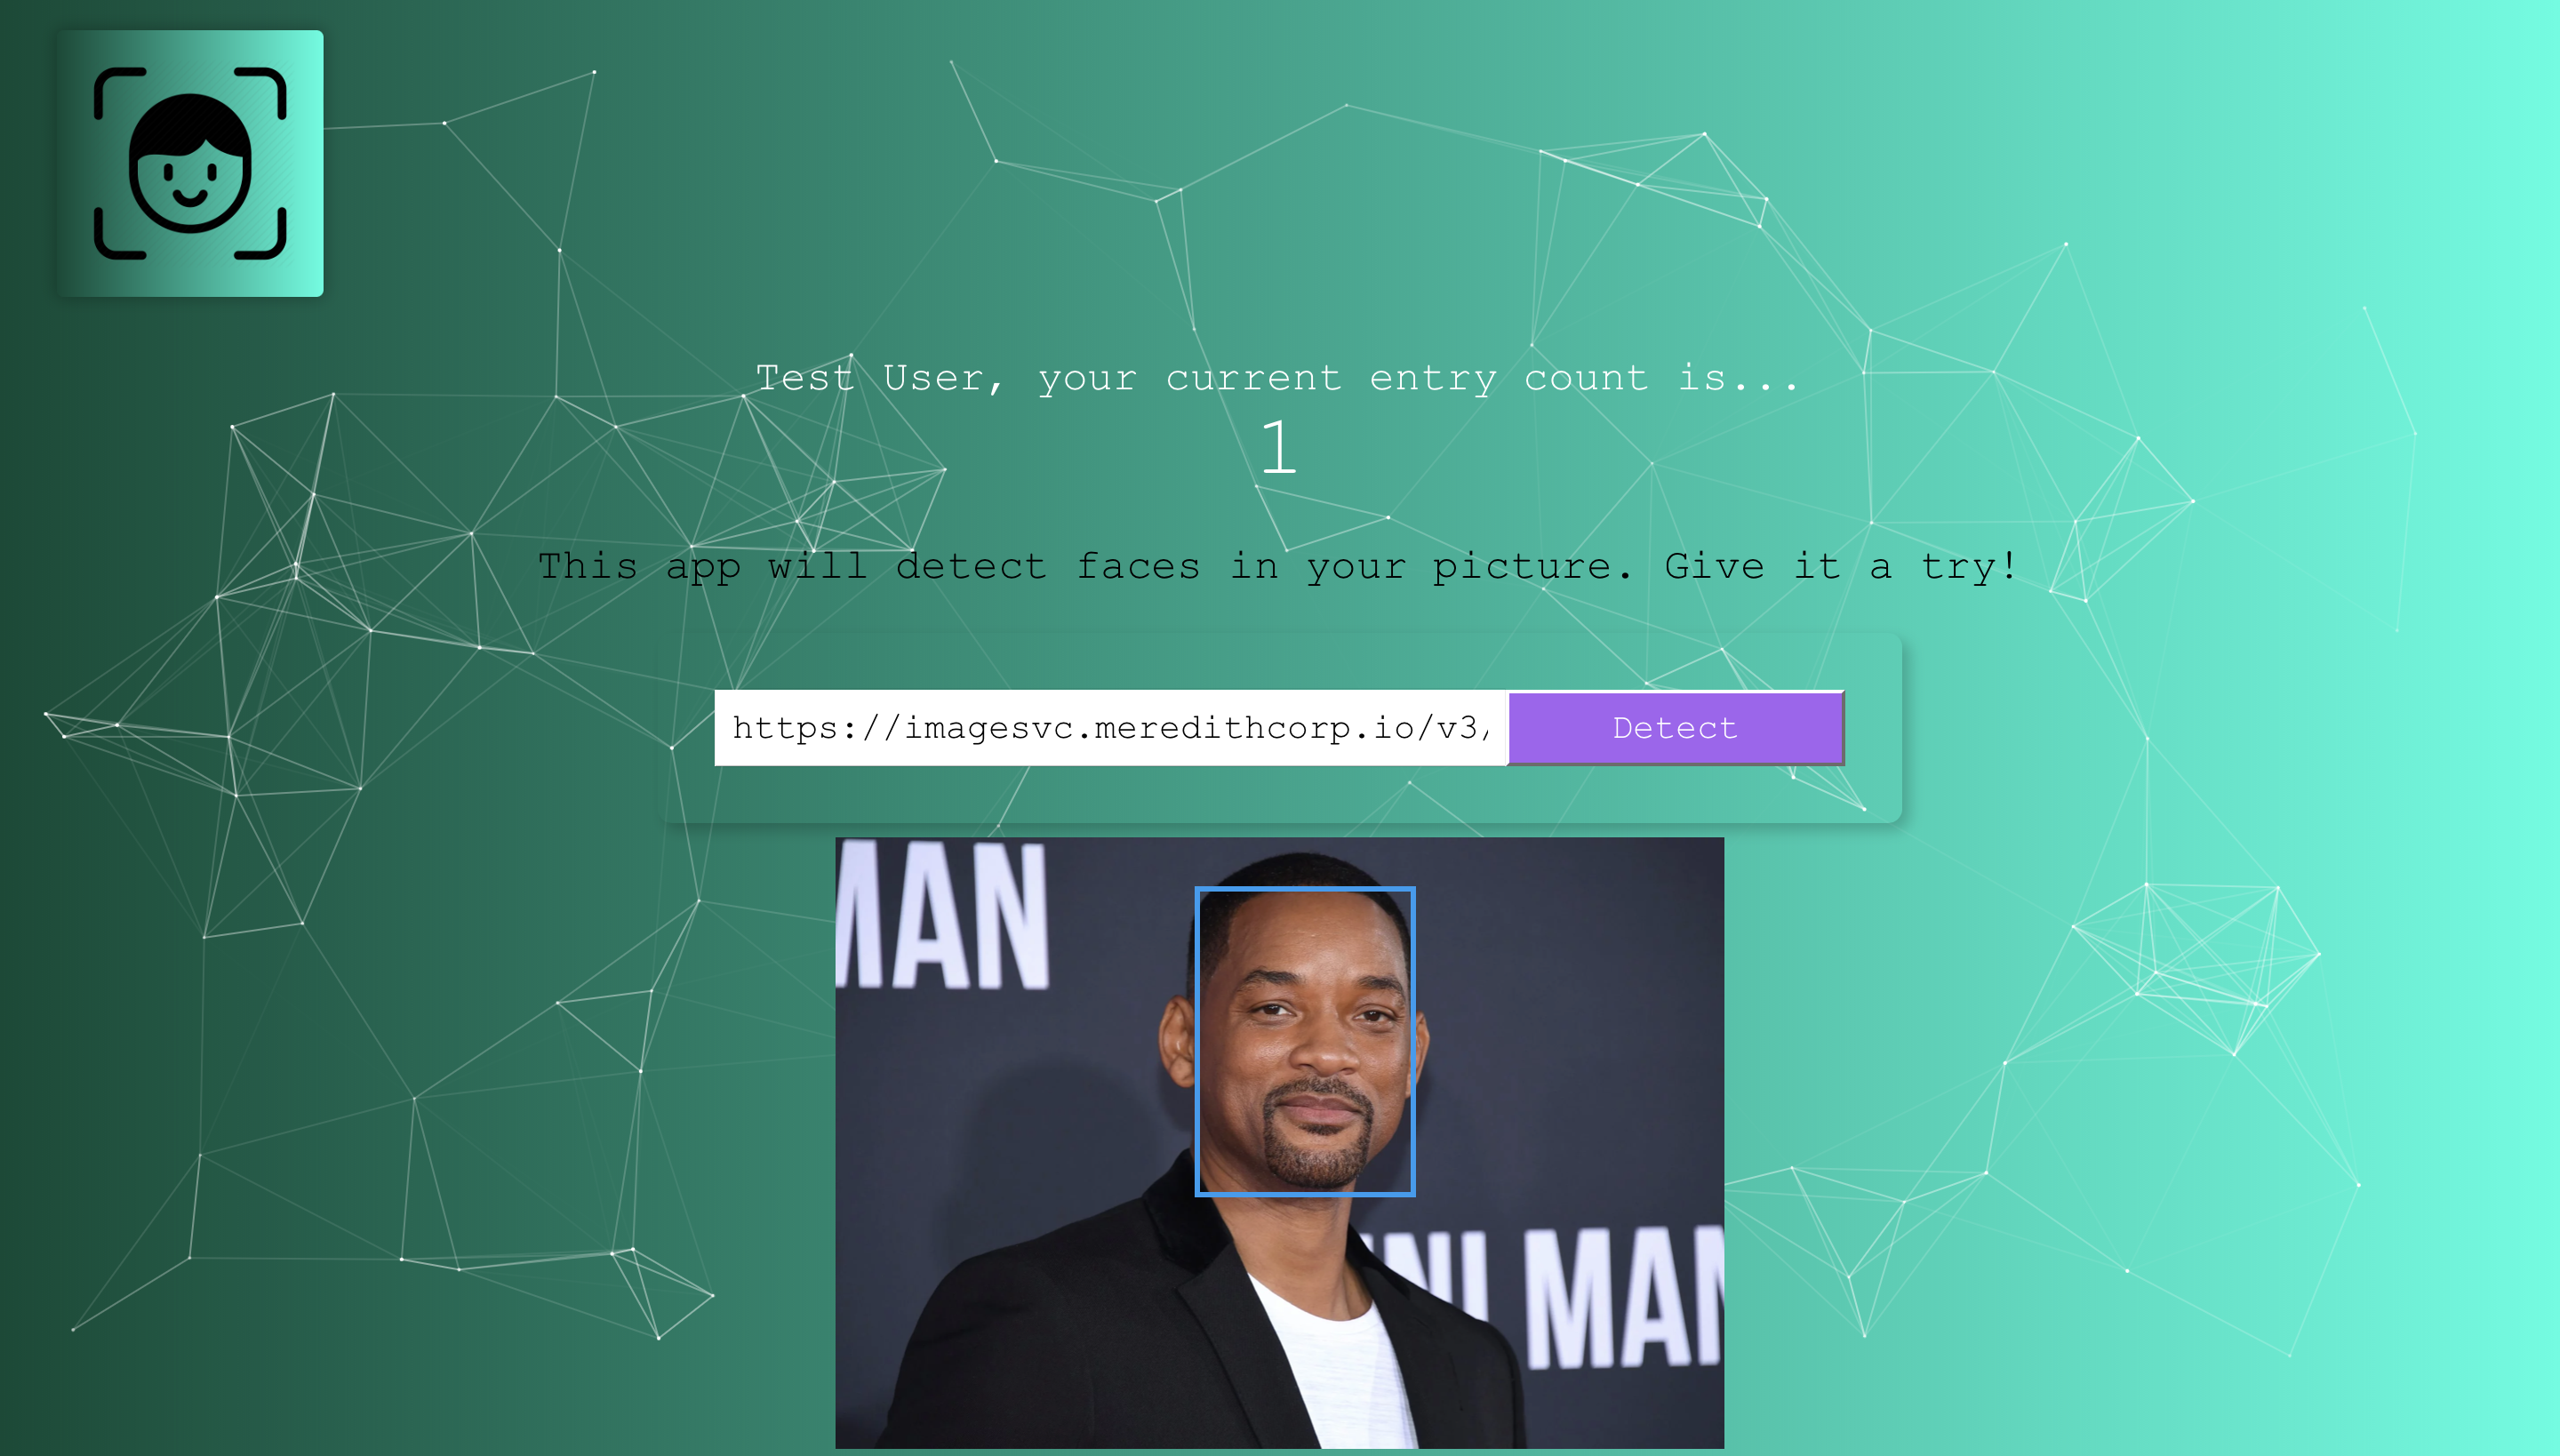 Test User, your current entry count is...
1
This app will detect faces in your picture. Give it a try!
https://imagesvc.meredithcorp.io/v3/
Detect
MAN
INI MAN